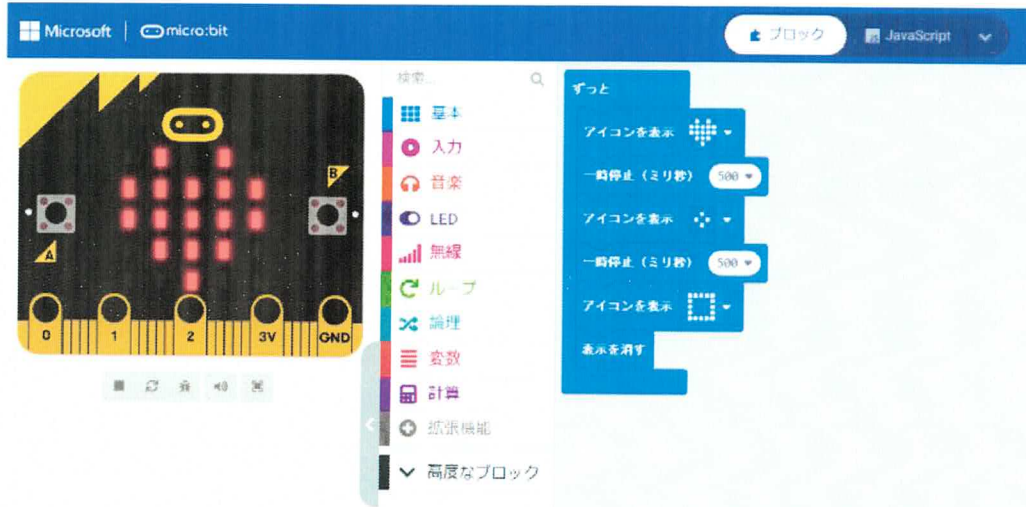 Microsoft micro:bit
ブロック JavaScript
検索...
基本
入力
音楽
LED
無線
ループ
論理
変数
計算
拡張機能
高度なブロック
B
A
0 1 2 3V GND
ずっと
アイコンを表示
一時停止（ミリ秒） 500
アイコンを表示
一時停止（ミリ秒） 500
アイコンを表示
表示を消す